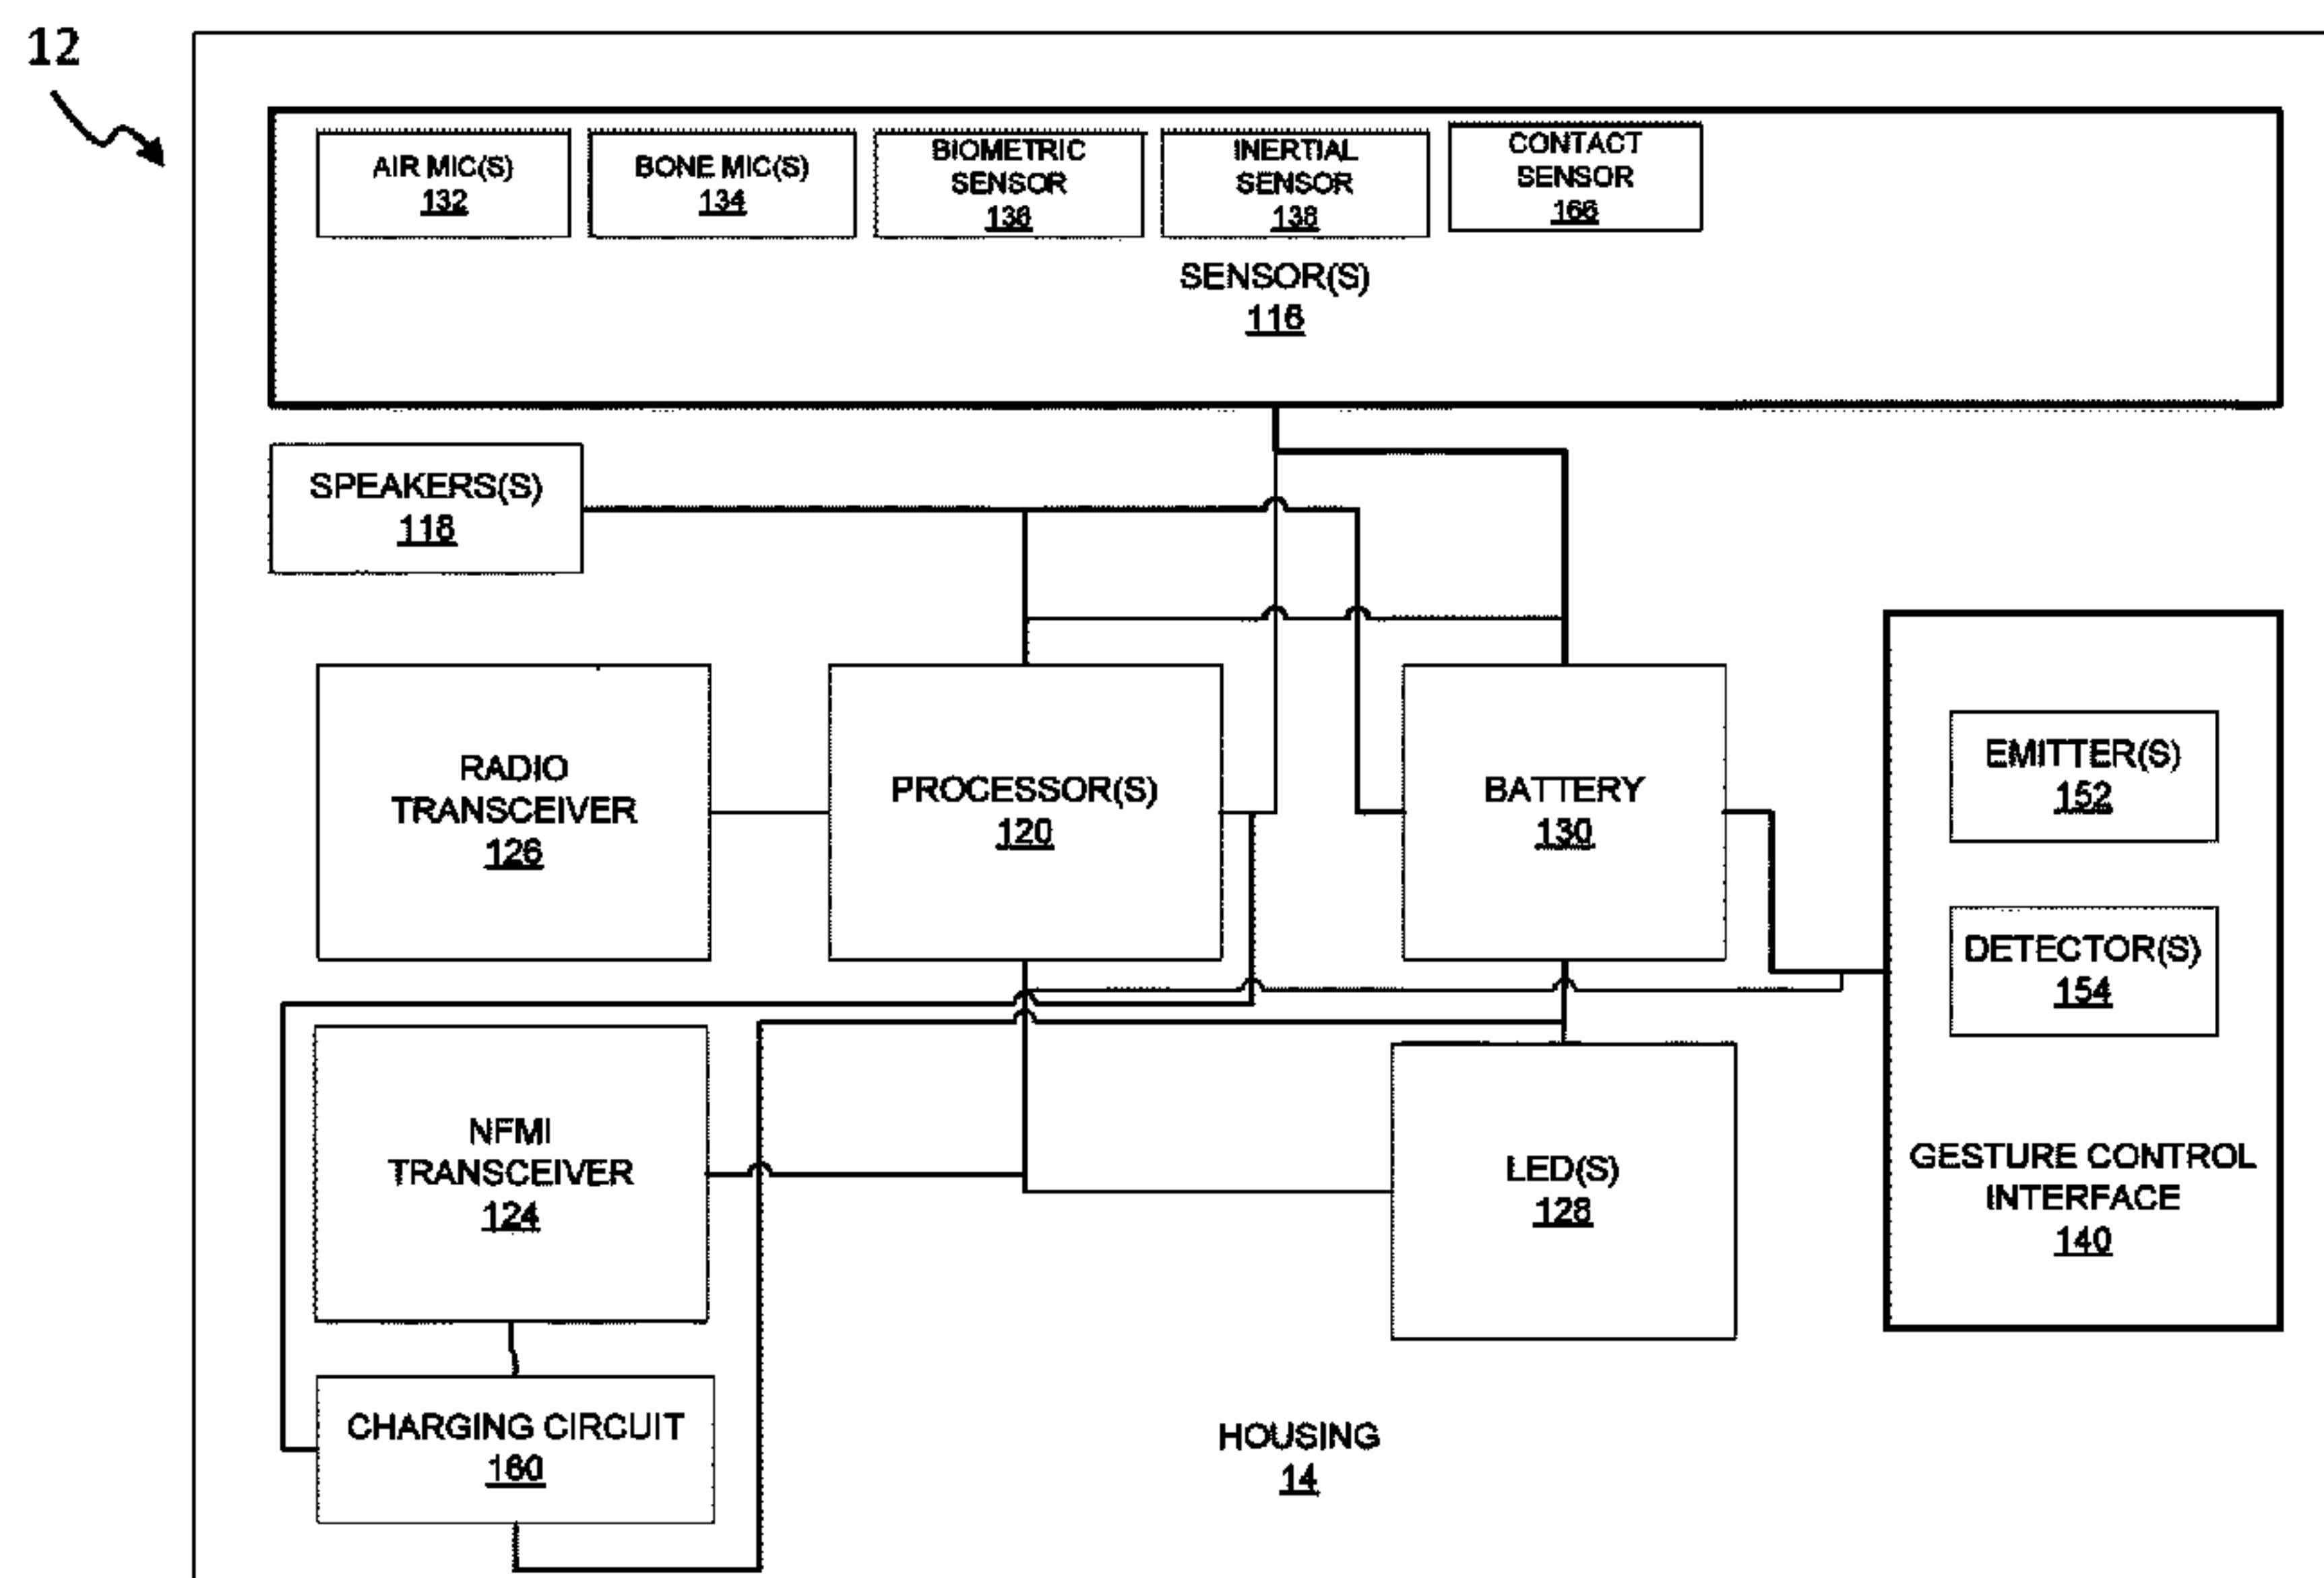 12
AIR MIC(S)
132
BONE MIC(S)
134
BIOMETRIC
SENSOR
136
INERTIAL
SENSOR
138
CONTACT
SENSOR
166
SENSOR(S)
116
SPEAKERS(S)
118
RADIO
TRANSCEIVER
126
PROCESSOR(S)
120
BATTERY
130
EMITTER(S)
152
DETECTOR(S)
154
GESTURE CONTROL
INTERFACE
140
NFMI
TRANSCEIVER
124
LED(S)
128
CHARGING CIRCUIT
160
HOUSING
14